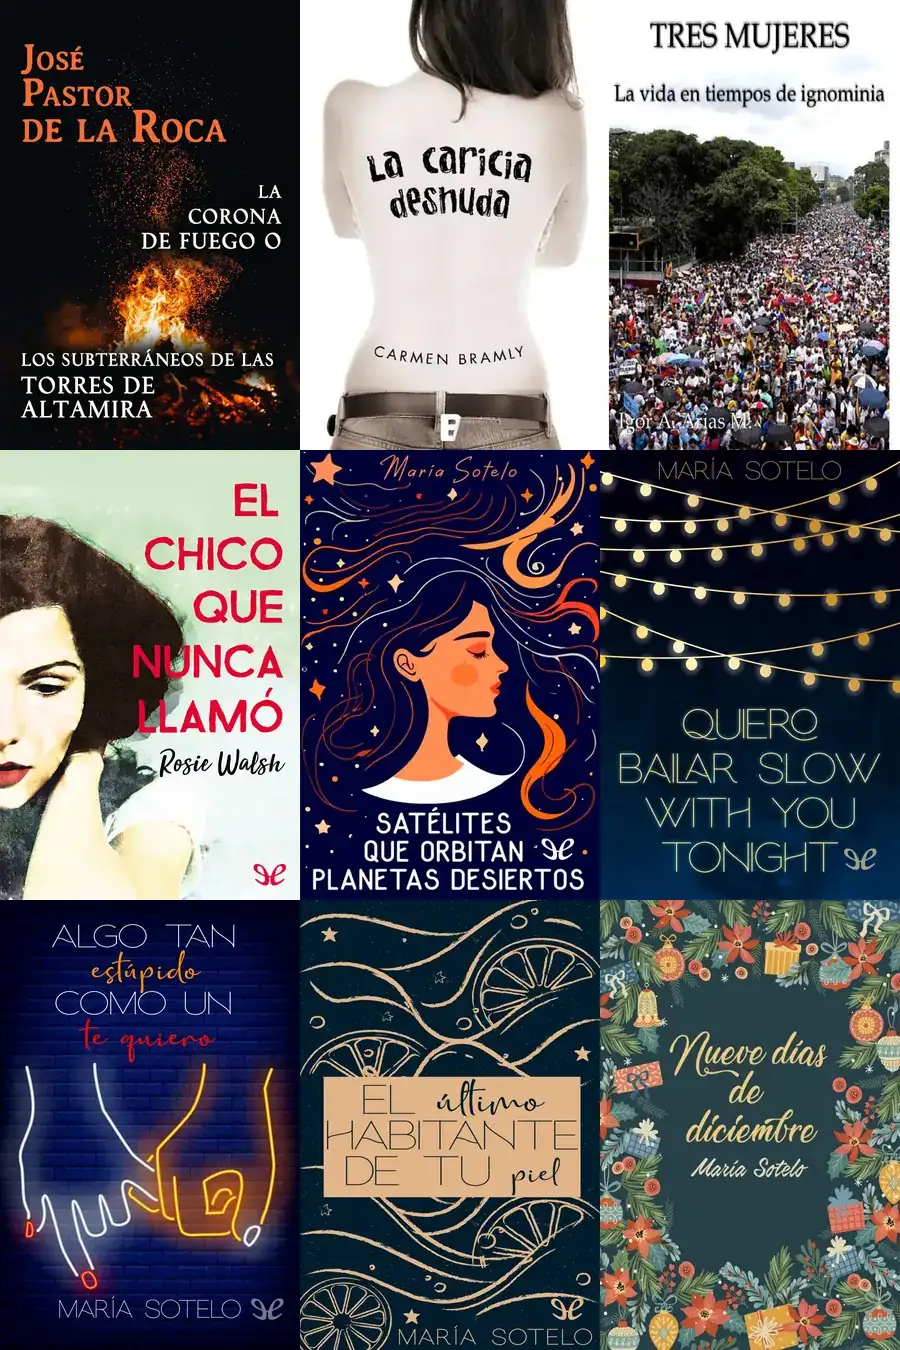 José
Pastor
de la Roca
La
corona
de fuego o
los subterráneos de las
Torres de
Altamira
La caricia
desnuda
CARMEN BRAMLY
B
TRES MUJERES
La vida en tiempos de ignominia
Igor A. Arias M.
EL
CHICO
QUE
NUNCA
LLAMÓ
Rosie Walsh
María Sotelo
SATÉLITES
QUE ORBITAN
PLANETAS DESIERTOS
MARÍA SOTELO
QUIERO
BAILAR SLOW
WITH YOU
TONIGHT
ALGO TAN
estúpido
COMO UN
te quiero
MARÍA SOTELO
EL último
HABITANTE
DE TU piel
MARÍA SOTELO
Nueve días
de
diciembre
María Sotelo